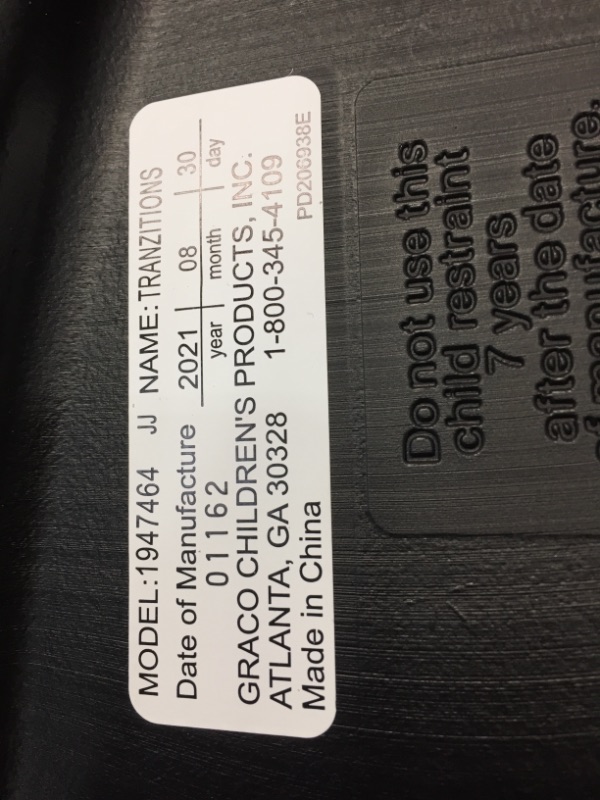 MODEL:1947464 JJ NAME:TRANZITIONS
Date of Manufacture 2021 | 08 | 30
year month day
01162
GRACO CHILDREN'S PRODUCTS, INC.
ATLANTA, GA 30328 1-800-345-4109
Made in China PD206938E
Do not use this
child restraint
7 years
after the date
of manufacture.